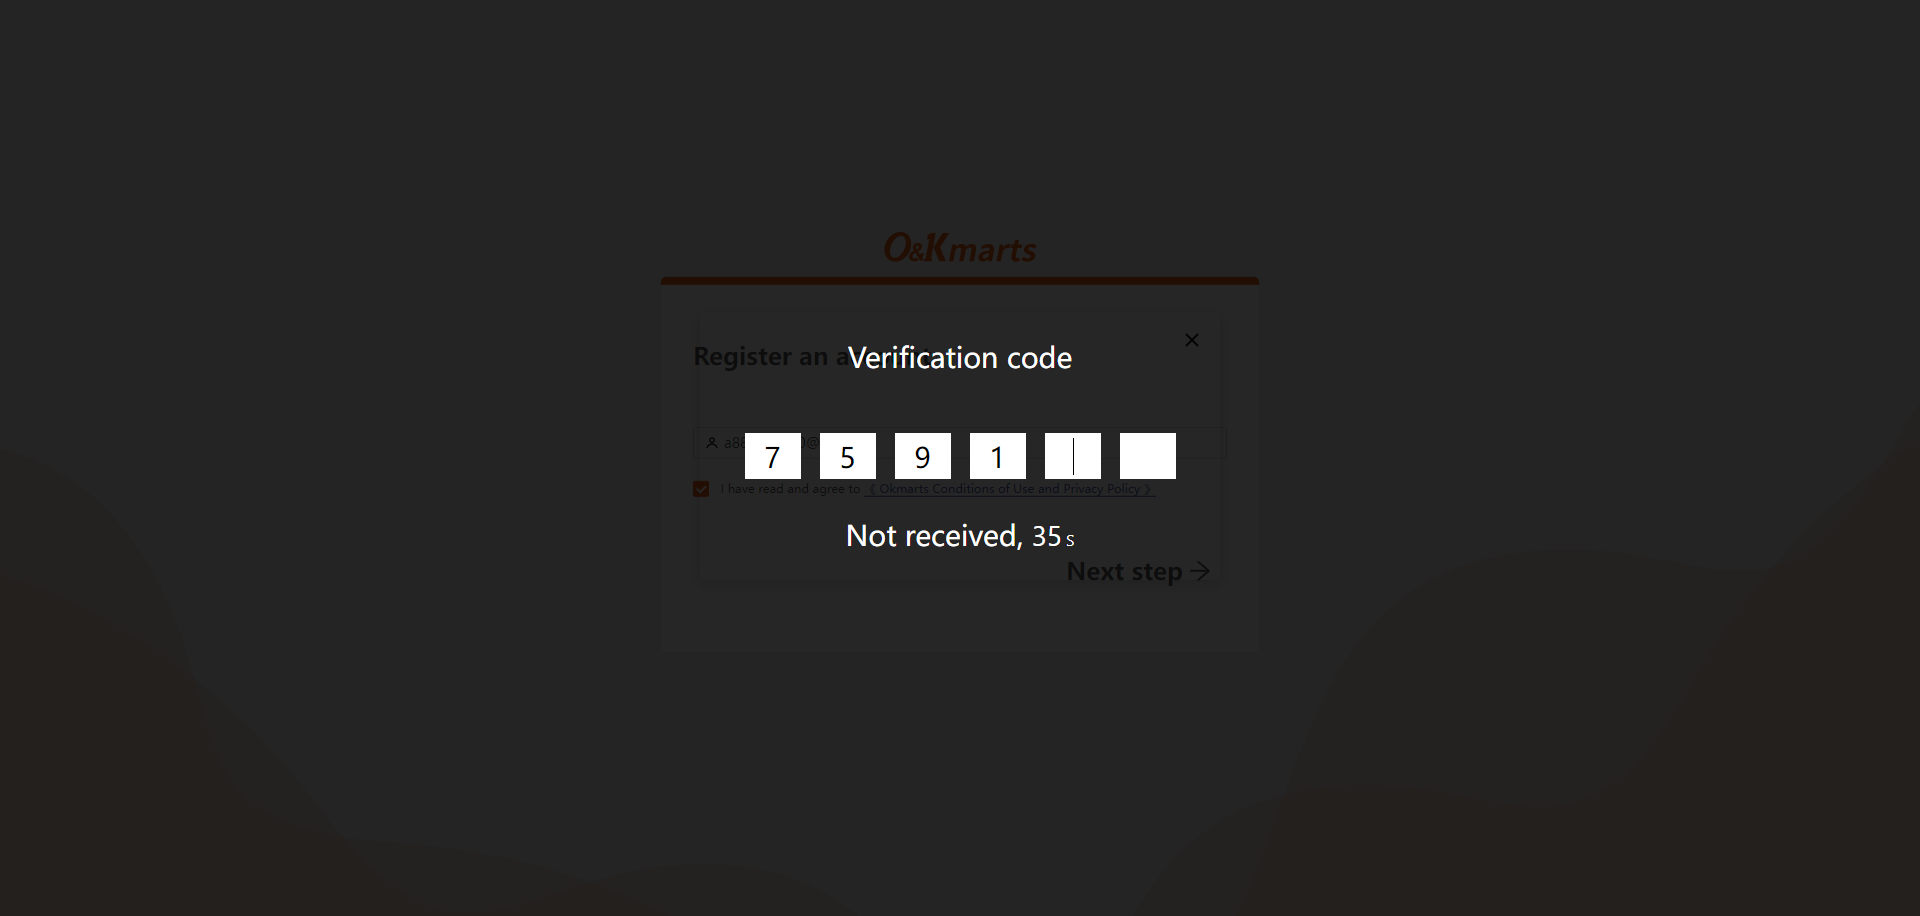 O&Kmarts
Register an a
Verification code
7 5 9 1
I have read and agree to 《Okmarts Conditions of Use and Privacy Policy》
Not received, 35 s
Next step